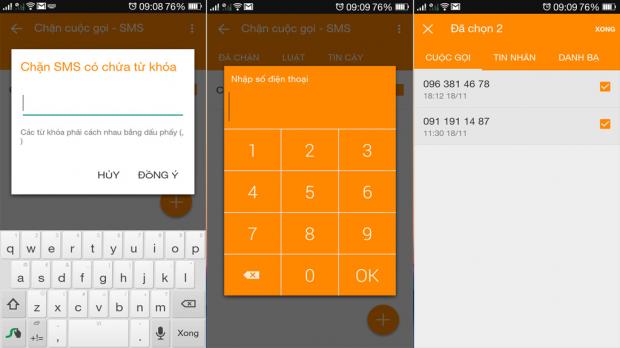 09:08 76%
Chặn cuộc gọi - SMS
Chặn SMS có chứa từ khóa
Các từ khóa phải cách nhau bằng dấu phẩy (,
)
HỦY ĐỒNG Ý
q w e r t y u i o p
a s d f g h j k l
z x c v b n m
+!= , . Xong
09:09 76%
Chặn cuộc gọi - SMS
ĐÃ CHẶN LUẬT TIN CẬY
Nhập số điện thoại
1 2 3
4 5 6
7 8 9
0 OK
09:09 76%
Đã chọn 2 XONG
CUỘC GỌI TIN NHẮN DANH BẠ
096 381 46 78
18:12 18/11
091 191 14 87
11:30 18/11